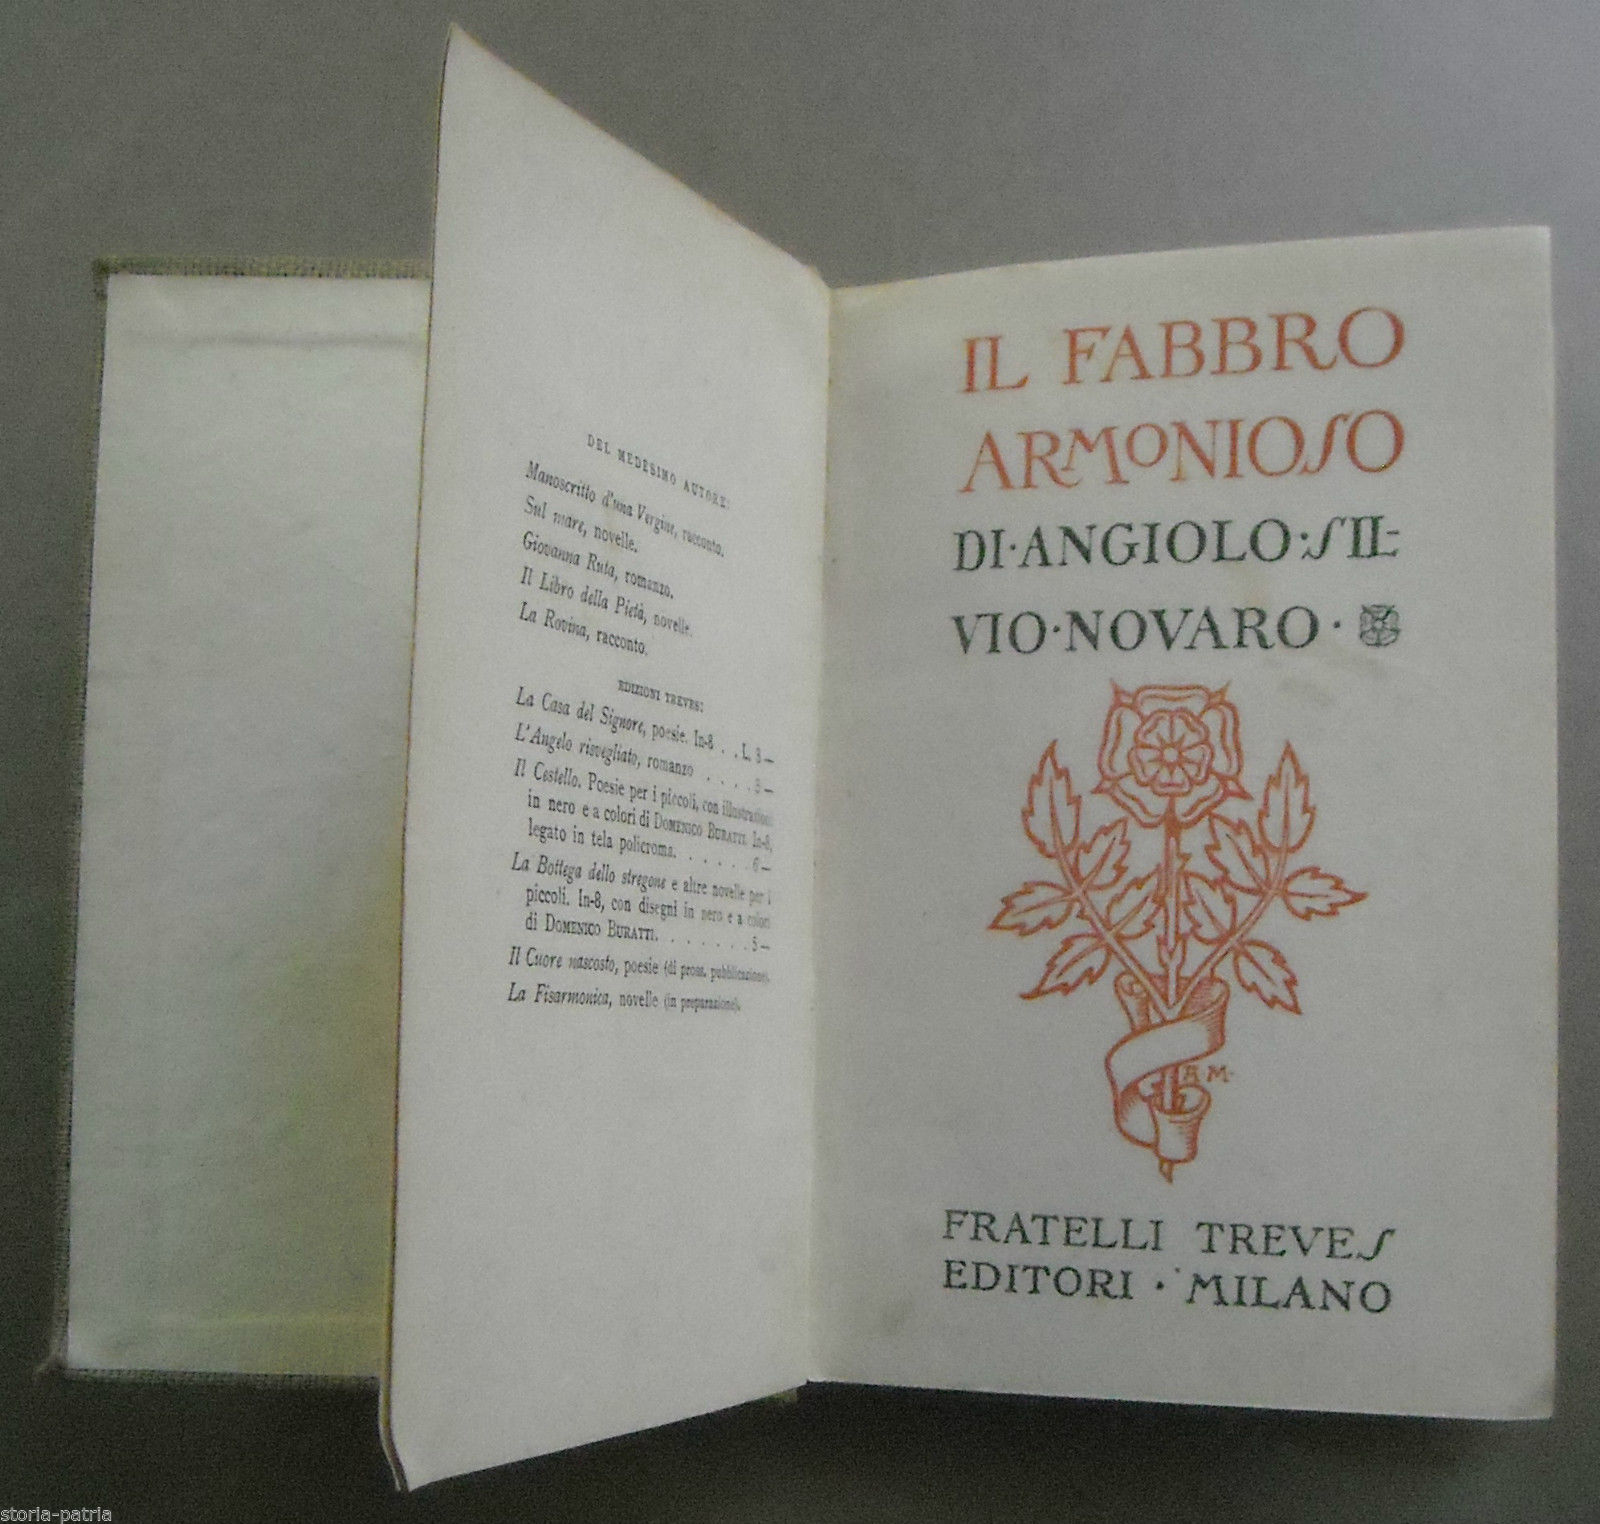 DEL MEDESIMO AUTORE:
Manoscritto d'una Vergine, racconto.
Sul mare, novelle.
Giovanna Ruta, romanzo.
Il Libro della Pietà, novelle.
La Rovina, racconto.
EDIZIONI TREVES:
La Casa del Signore, poesie. In-8 . . L. 3 —
L'Angelo risvegliato, romanzo . . . . 3 —
Il Cestello. Poesie per i piccoli, con illustrazioni
in nero e a colori di DOMENICO BURATTI. In-8,
legato in tela policroma. . . . . . 6 —
La Bottega dello stregone e altre novelle per i
piccoli. In-8, con disegni in nero e a colori
di DOMENICO BURATTI. . . . . . . . 5 —
Il Cuore nascosto, poesie (di pross. pubblicazione).
La Fisarmonica, novelle (in preparazione).
IL FABBRO
ARMONIOSO
DI·ANGIOLO·SIL-
VIO·NOVARO·
A M·
FRATELLI TREVES
EDITORI · MILANO
storia-patria